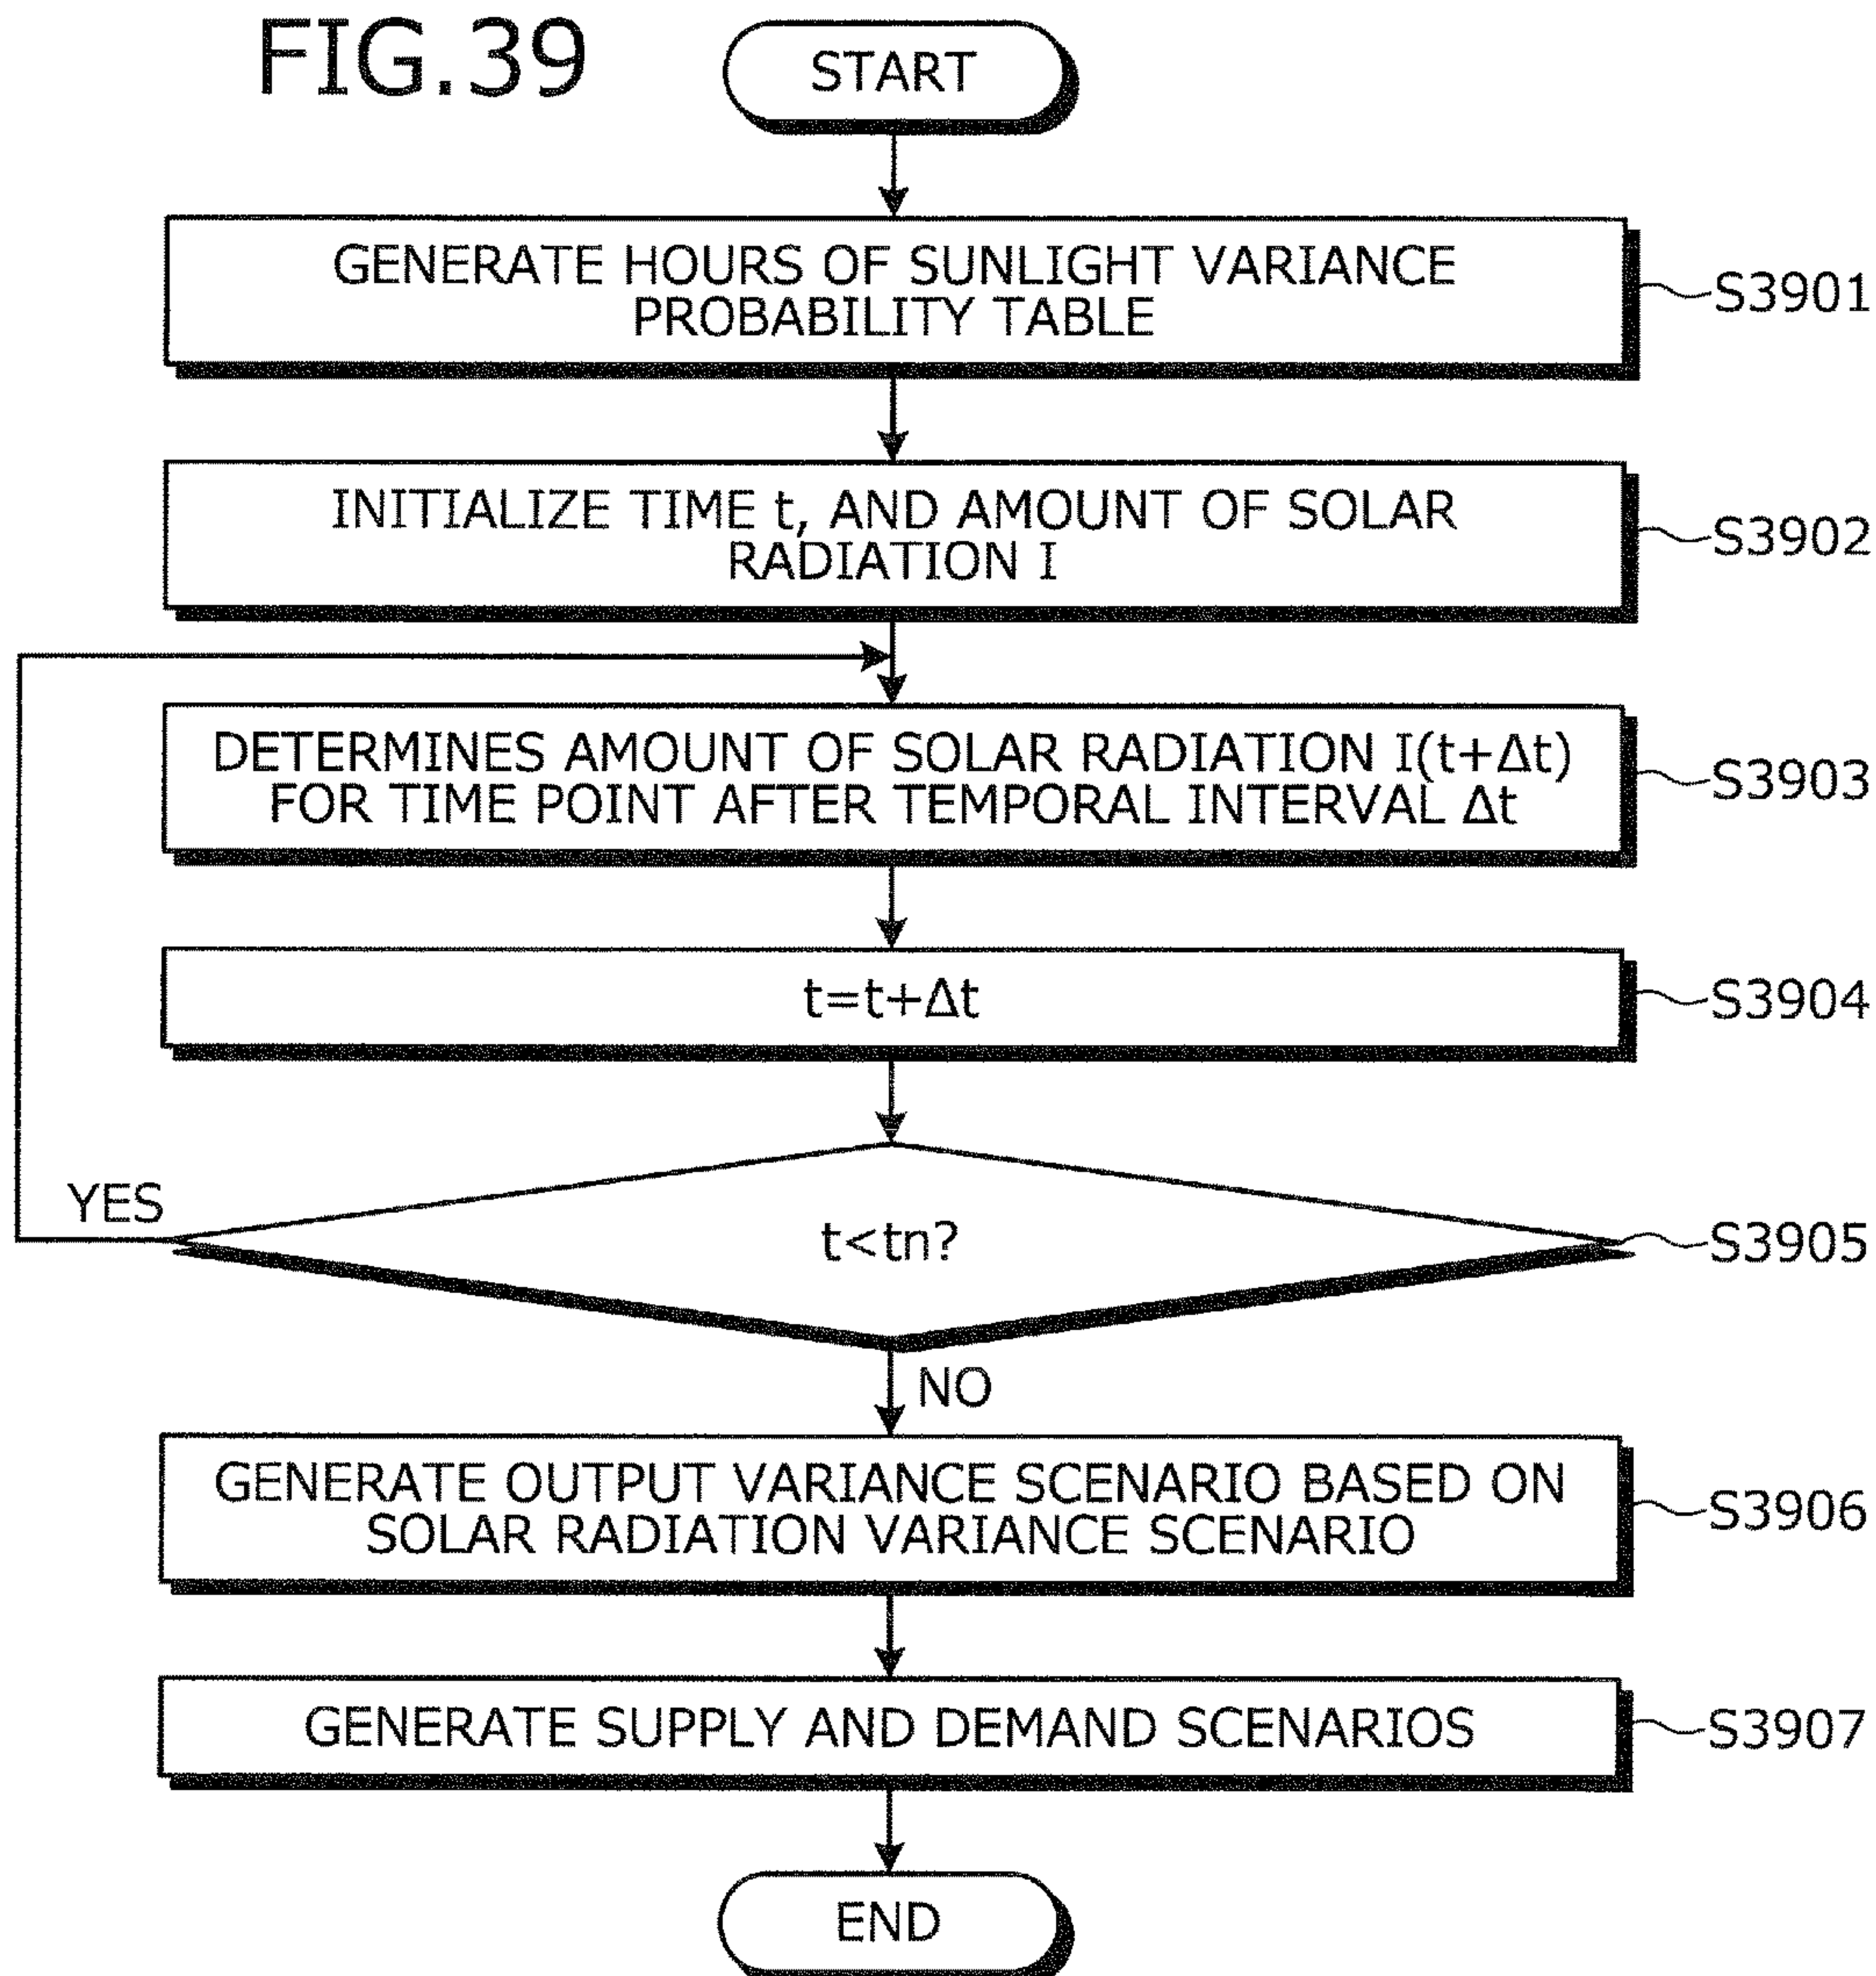 FIG.39
START
GENERATE HOURS OF SUNLIGHT VARIANCE
PROBABILITY TABLE
S3901
INITIALIZE TIME t, AND AMOUNT OF SOLAR
RADIATION I
S3902
DETERMINES AMOUNT OF SOLAR RADIATION I(t+Δt)
FOR TIME POINT AFTER TEMPORAL INTERVAL Δt
S3903
t=t+Δt
S3904
YES
t<tn?
S3905
NO
GENERATE OUTPUT VARIANCE SCENARIO BASED ON
SOLAR RADIATION VARIANCE SCENARIO
S3906
GENERATE SUPPLY AND DEMAND SCENARIOS
S3907
END